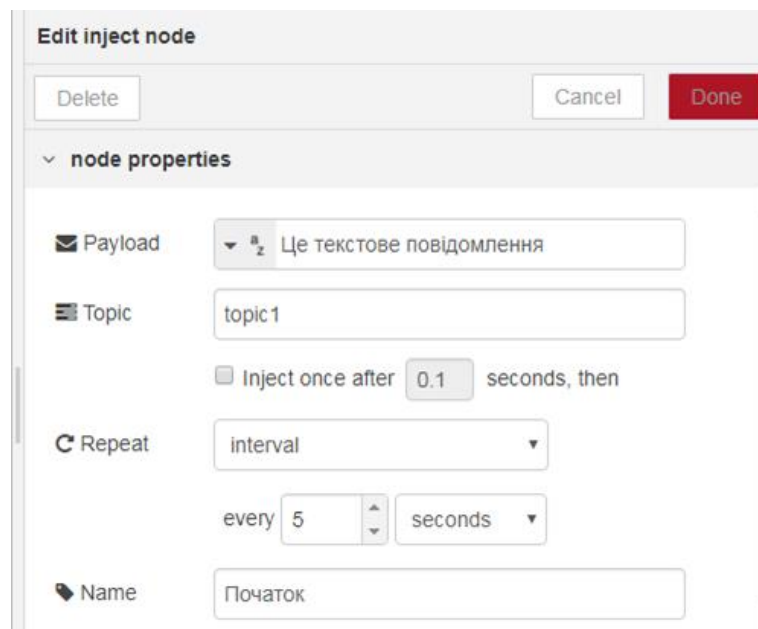 Edit inject node
Delete Cancel Done
node properties
Payload az Це текстове повідомлення
Topic topic1
Inject once after 0.1 seconds, then
Repeat interval
every 5 seconds
Name Початок